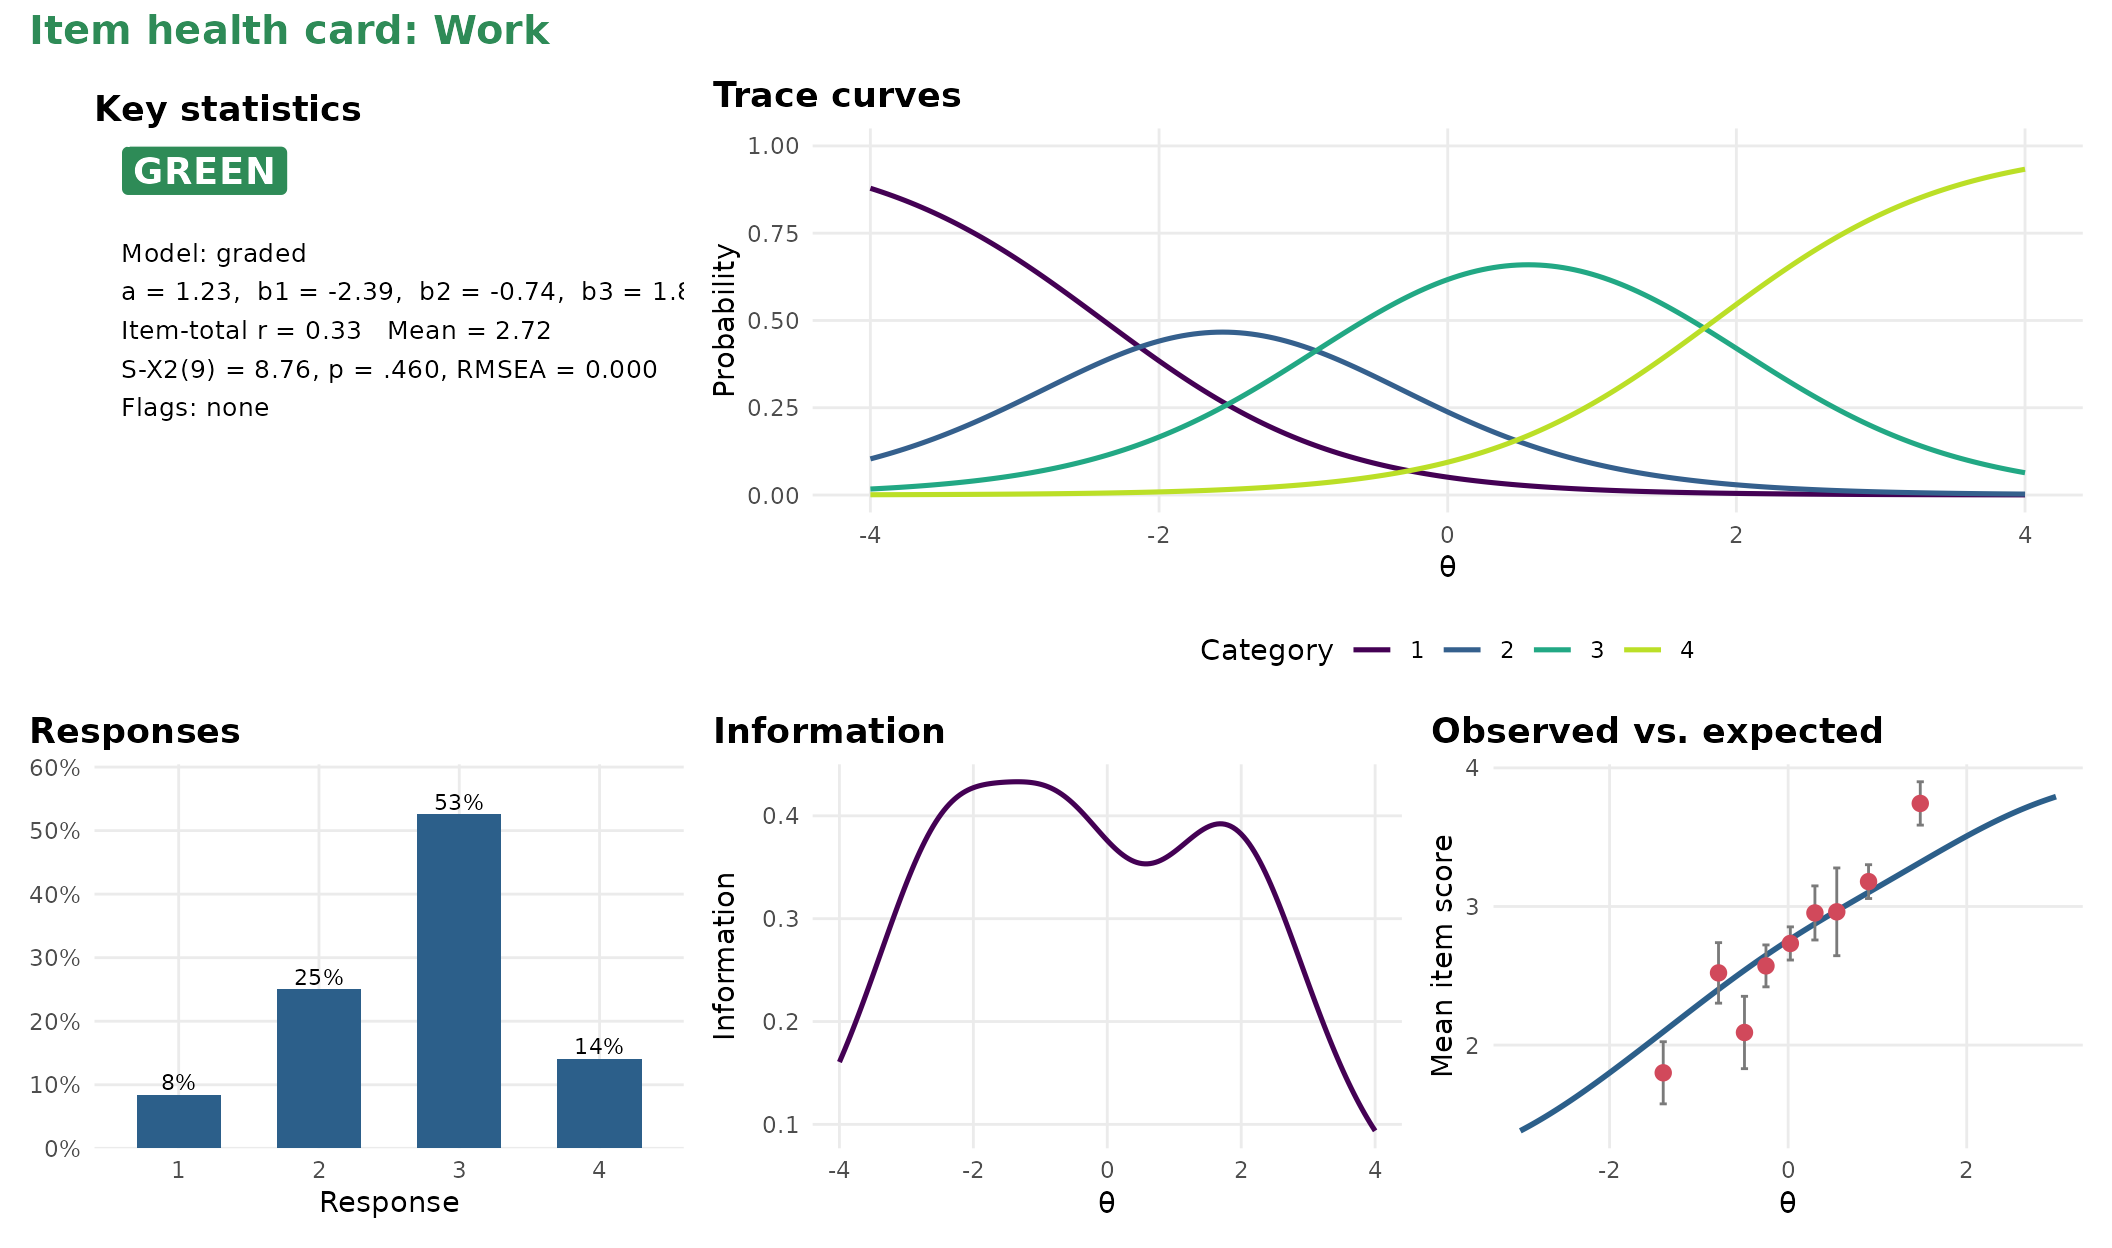 Item health card: Work
Key statistics
GREEN
Model: graded
a = 1.23,  b1 = -2.39,  b2 = -0.74,  b3 = 1.8
Item-total r = 0.33   Mean = 2.72
S-X2(9) = 8.76, p = .460, RMSEA = 0.000
Flags: none
Trace curves
Probability
1.00
0.75
0.50
0.25
0.00
-4 -2 0 2 4
θ
Category 1 2 3 4
Responses
60%
50%
40%
30%
20%
10%
0%
8%
25%
53%
14%
1 2 3 4
Response
Information
Information
0.4
0.3
0.2
0.1
-4 -2 0 2 4
θ
Observed vs. expected
Mean item score
4
3
2
-2 0 2
θ